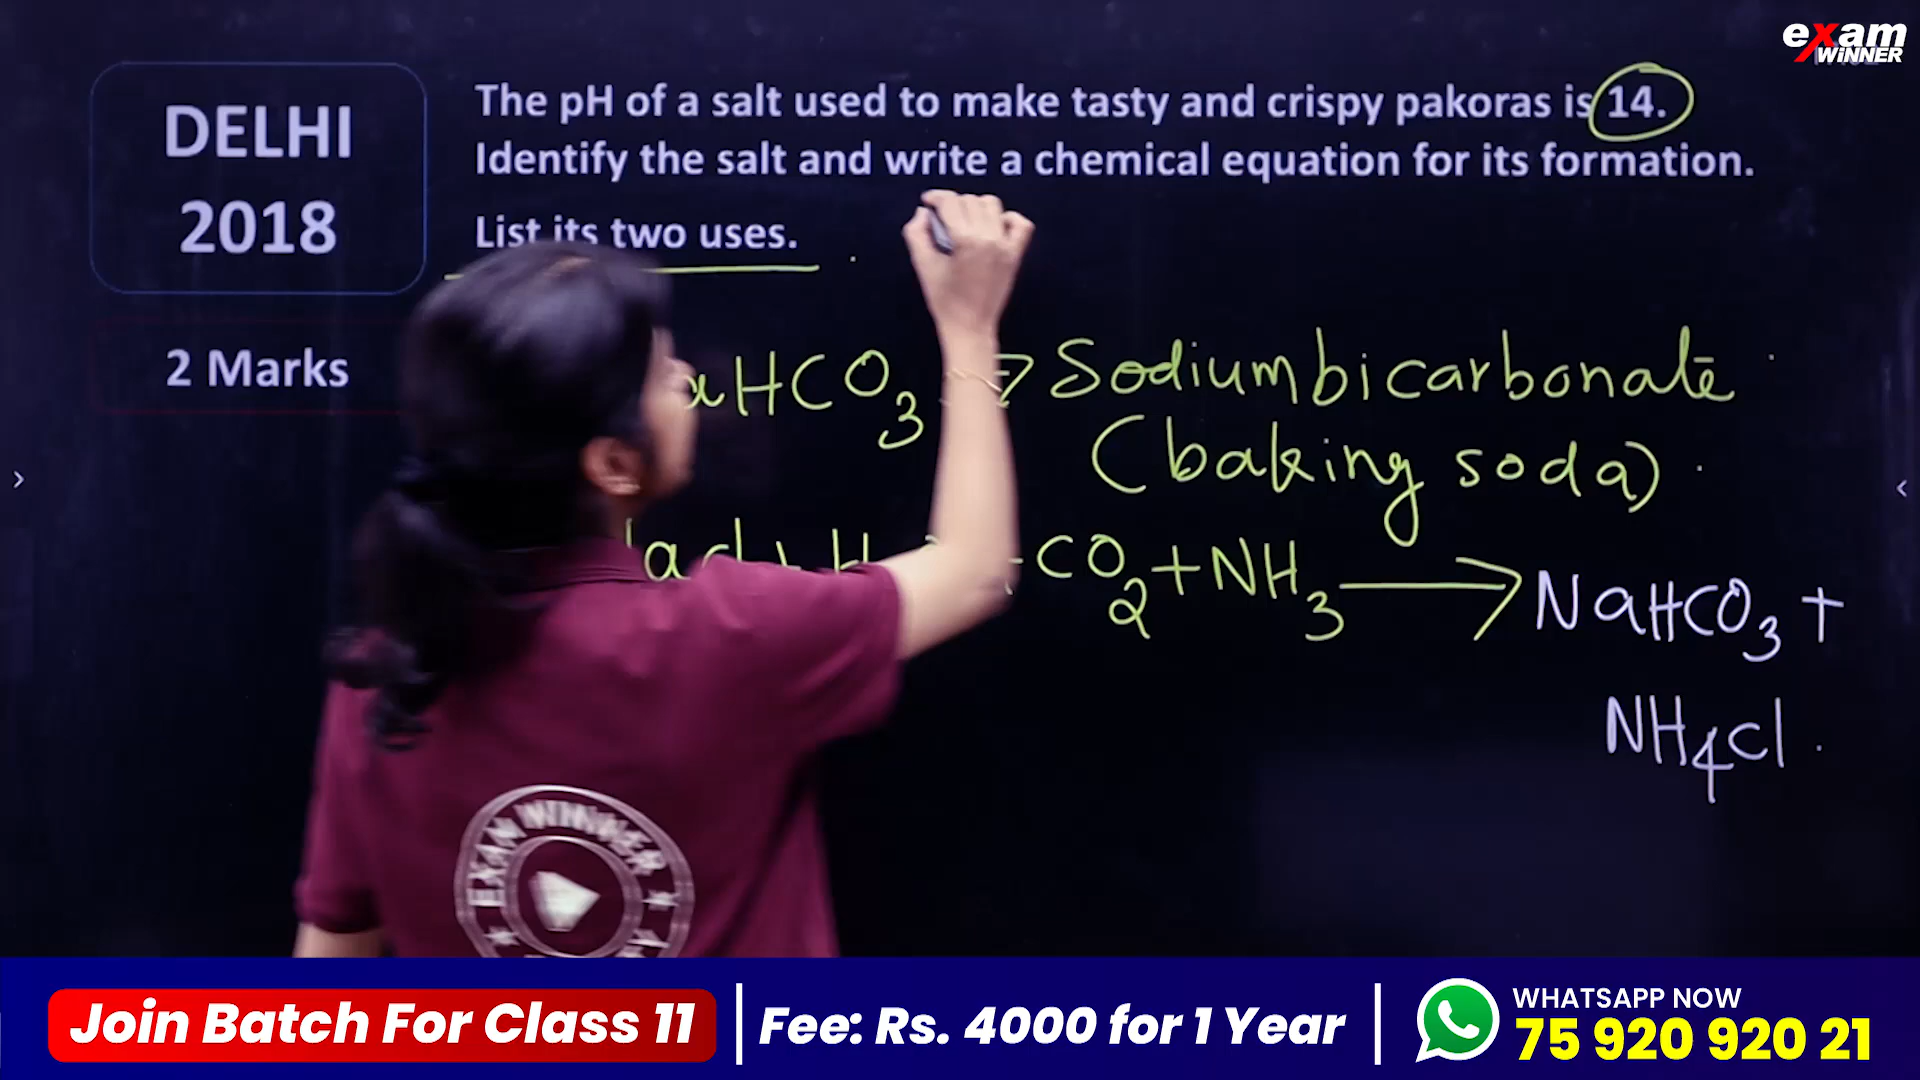 exam
WiNNER
DELHI
2018
The pH of a salt used to make tasty and crispy pakoras is 14.
Identify the salt and write a chemical equation for its formation.
List its two uses.
2 Marks
aHCO3 → Sodium bicarbonate
(baking soda)
CO2 + NH3 → NaHCO3 +
NH4Cl
EXAM WINNER
Join Batch For Class 11
Fee: Rs. 4000 for 1 Year
WHATSAPP NOW
75 920 920 21